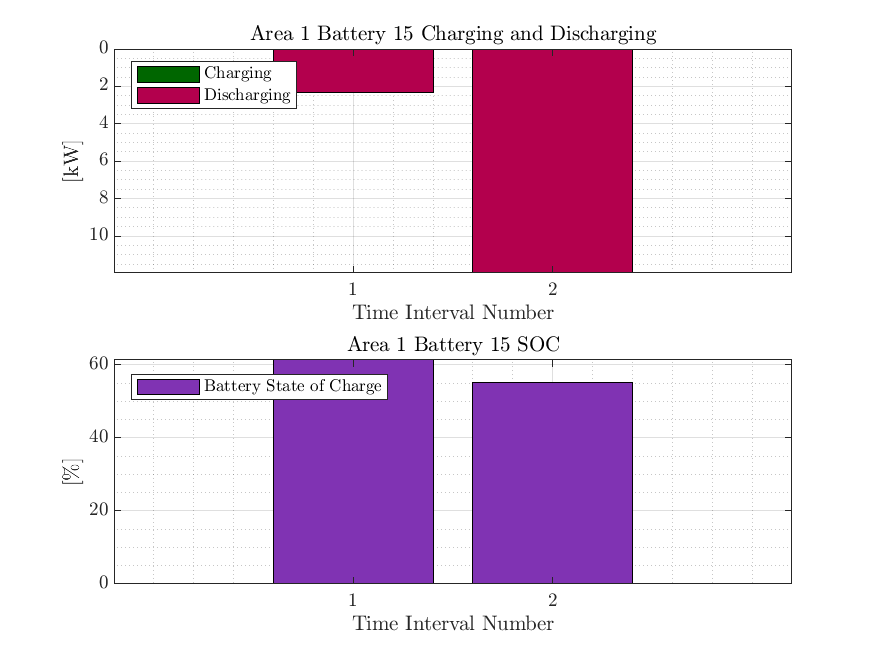 Area 1 Battery 15 Charging and Discharging
0
2
4
6
8
10
[kW]
Charging
Discharging
1 2
Time Interval Number
Area 1 Battery 15 SOC
60
40
20
0
[%]
Battery State of Charge
1 2
Time Interval Number